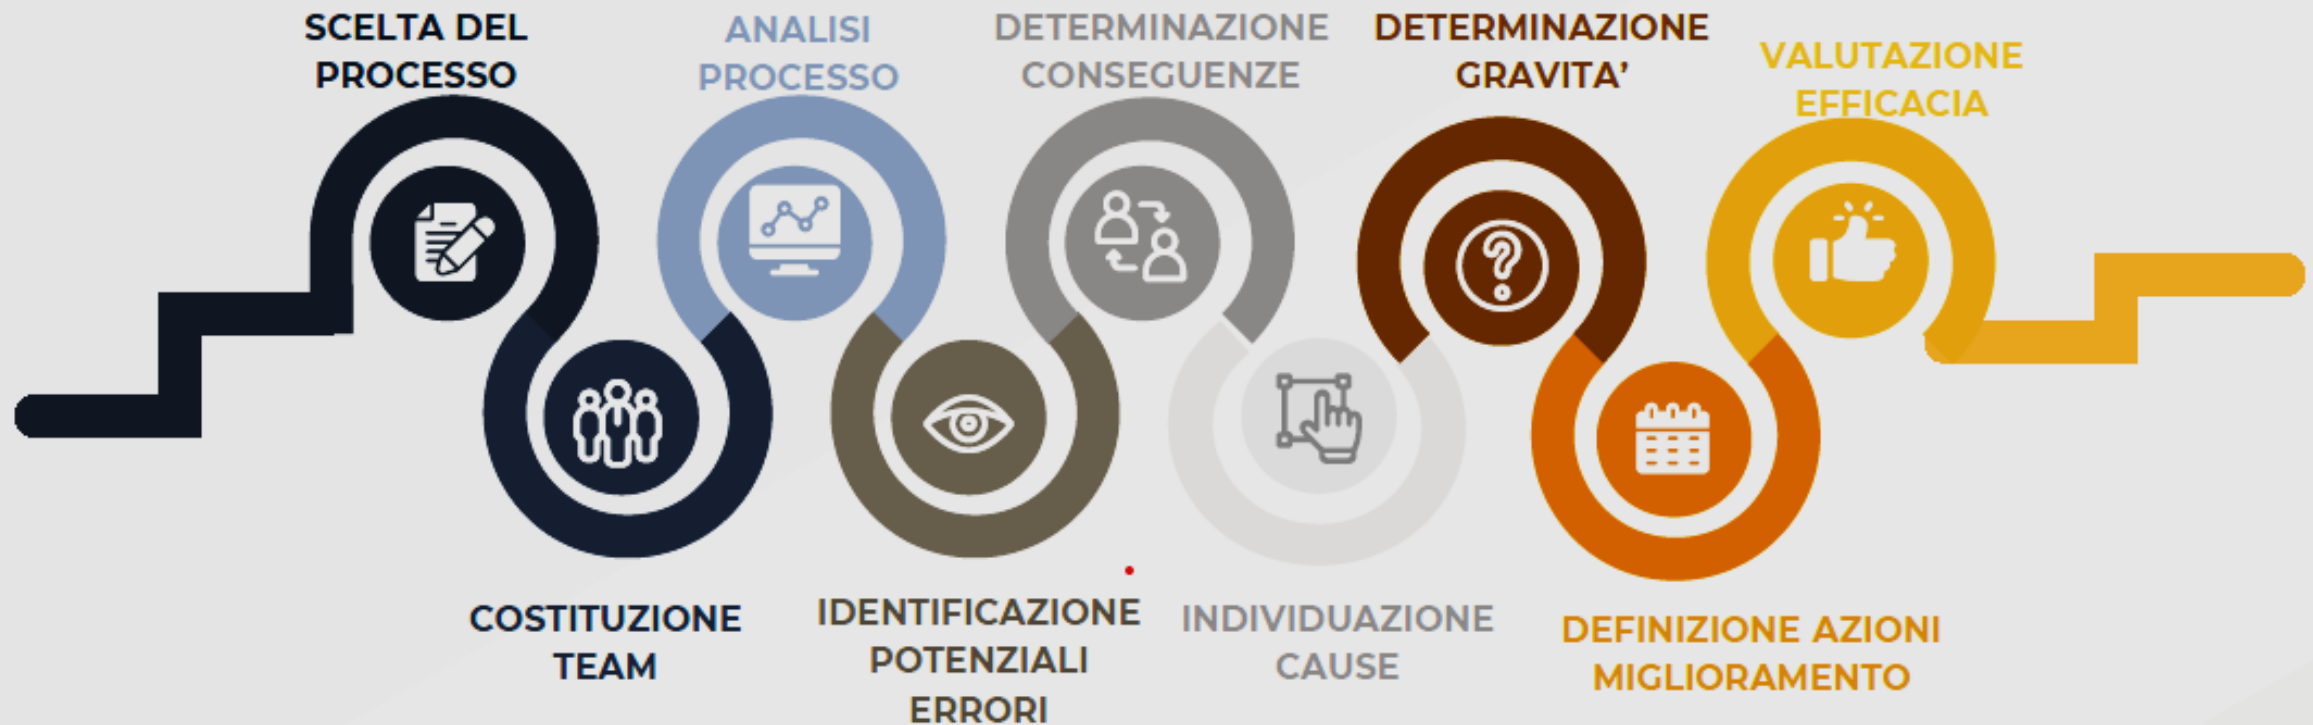 SCELTA DEL
PROCESSO
COSTITUZIONE
TEAM
ANALISI
PROCESSO
IDENTIFICAZIONE
POTENZIALI
ERRORI
DETERMINAZIONE
CONSEGUENZE
INDIVIDUAZIONE
CAUSE
DETERMINAZIONE
GRAVITA’
DEFINIZIONE AZIONI
MIGLIORAMENTO
VALUTAZIONE
EFFICACIA